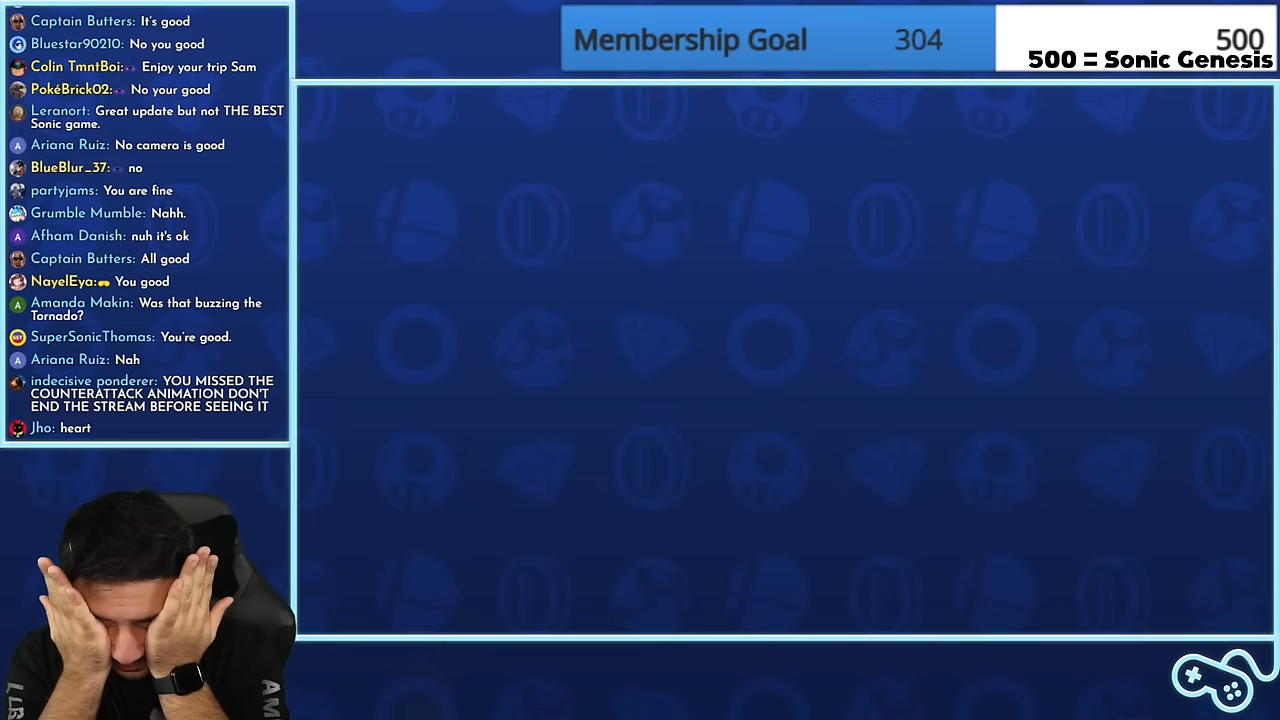 Captain Butters: It's good
Bluestar90210: No you good
Colin TmntBoi: Enjoy your trip Sam
PokéBrick02: No your good
Leranort: Great update but not THE BEST
Sonic game.
A Ariana Ruiz: No camera is good
BlueBlur_37: no
partyjams: You are fine
Grumble Mumble: Nahh.
A Afham Danish: nuh it's ok
Captain Butters: All good
NayelEya: You good
A Amanda Makin: Was that buzzing the
Tornado?
SST SuperSonicThomas: You're good.
A Ariana Ruiz: Nah
indecisive ponderer: YOU MISSED THE
COUNTERATTACK ANIMATION DON'T
END THE STREAM BEFORE SEEING IT
Jho: heart
Membership Goal 304 500
500 = Sonic Genesis
AM